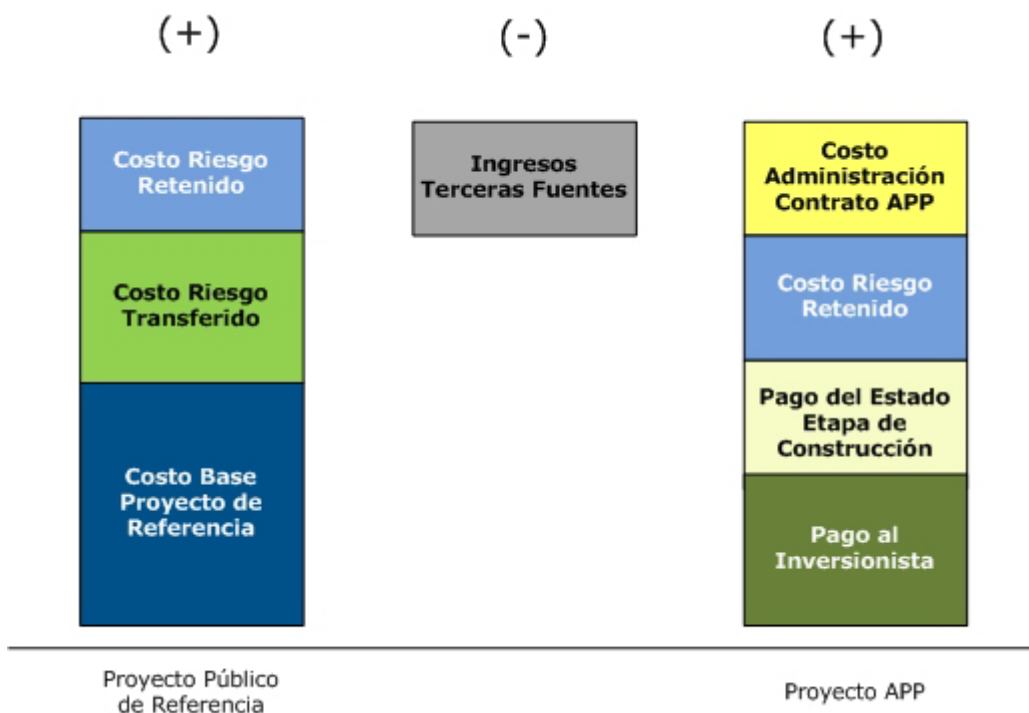 (+)
(-)
(+)
Costo Riesgo
Retenido
Costo Riesgo
Transferido
Costo Base
Proyecto de
Referencia
Ingresos
Terceras Fuentes
Costo
Administración
Contrato APP
Costo Riesgo
Retenido
Pago del Estado
Etapa de
Construcción
Pago al
Inversionista
Proyecto Público
de Referencia
Proyecto APP